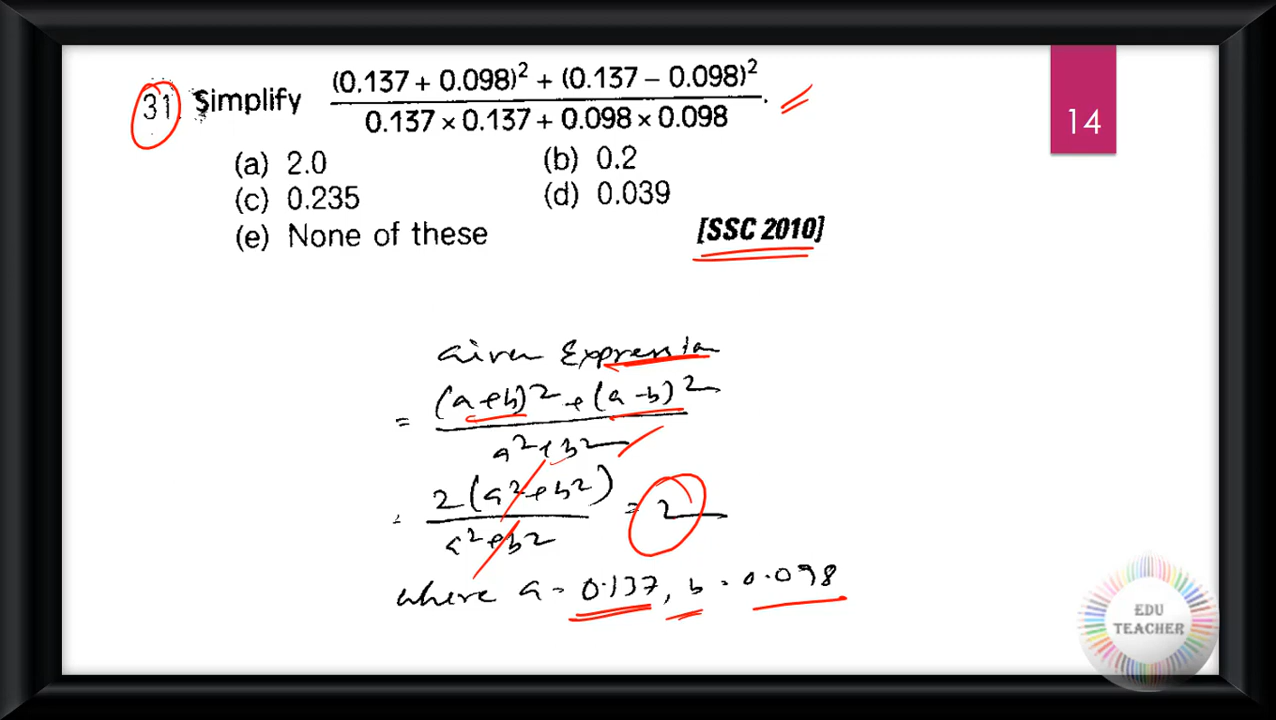 31. Simplify (0.137 + 0.098)² + (0.137 − 0.098)² / 0.137 × 0.137 + 0.098 × 0.098.
14
(a) 2.0 (b) 0.2
(c) 0.235 (d) 0.039
(e) None of these [SSC 2010]
Given Expression
= (a+b)² + (a-b)² / a²+b²
= 2(a²+b²) / a²+b² = 2
where a = 0.137, b = 0.098
EDU
TEACHER